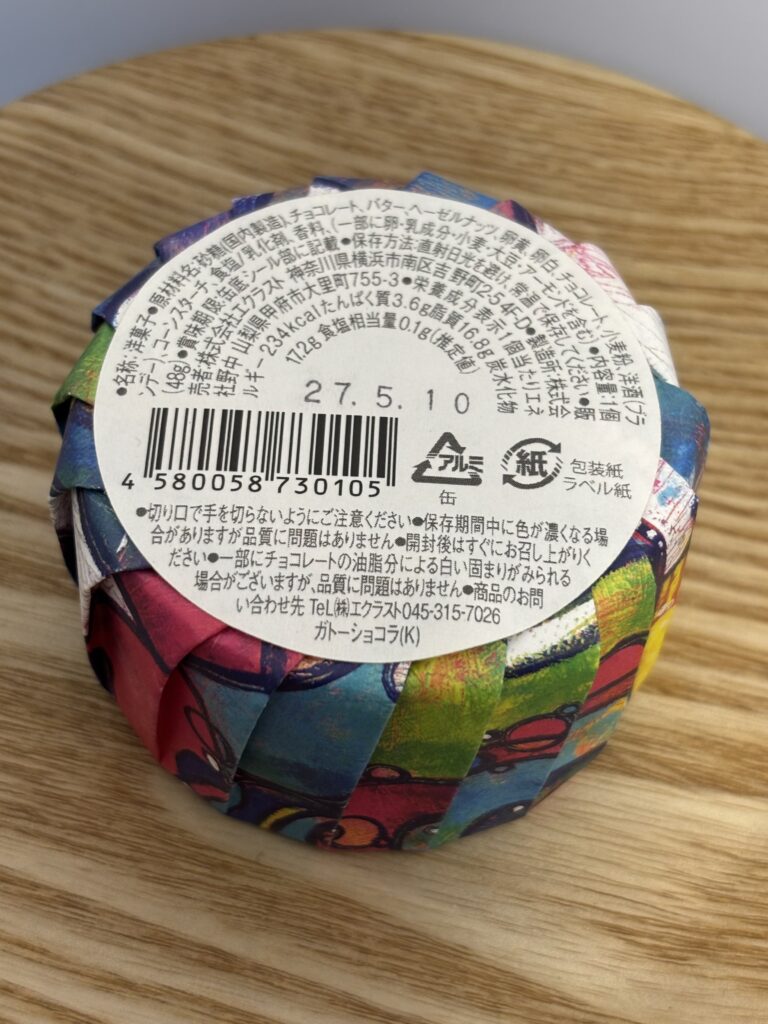 ●名称:洋菓子●原材料名:砂糖(国内製造)、チョコレート、バター、ヘーゼルナッツ、卵黄、卵白、チョコレート、小麦粉、洋酒(ブラ
ンデー)、コーンスターチ、食塩/乳化剤、香料、(一部に卵・乳成分・小麦・大豆・アーモンドを含む)●内容量:1個
(48g)●賞味期限:缶底シール部に記載●保存方法:直射日光を避け、常温で保存してください●販
売者:株式会社エクラスト 神奈川県横浜市南区吉野町2-5 4F-D●製造所:株式会
社野中 山梨県甲府市大里町755-3●栄養成分表示 1個当たりエネ
ルギー234kcalたんぱく質3.6g脂質16.8g炭水化物
17.2g 食塩相当量0.1g(推定値)
27.5.10
4 580058 730105
アルミ
缶
紙
包装紙
ラベル紙
●切り口で手を切らないようにご注意ください●保存期間中に色が濃くなる場
合がありますが品質に問題はありません●開封後はすぐにお召し上がりく
ださい●一部にチョコレートの油脂分による白い固まりがみられる
場合がございますが、品質に問題はありません●商品のお問
い合わせ先 TeL㈱エクラスト045-315-7026
ガトーショコラ(K)